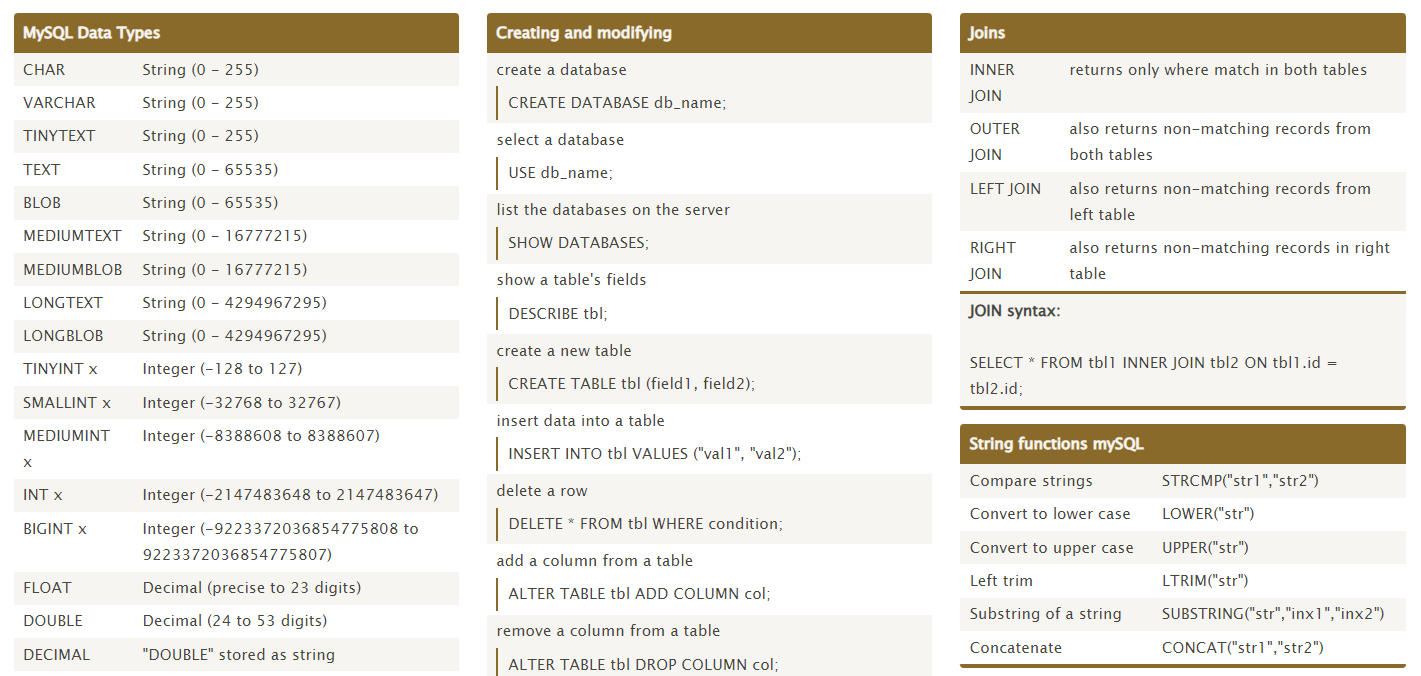 MySQL Data Types
CHAR String (0 - 255)
VARCHAR String (0 - 255)
TINYTEXT String (0 - 255)
TEXT String (0 - 65535)
BLOB String (0 - 65535)
MEDIUMTEXT String (0 - 16777215)
MEDIUMBLOB String (0 - 16777215)
LONGTEXT String (0 - 4294967295)
LONGBLOB String (0 - 4294967295)
TINYINT x Integer (-128 to 127)
SMALLINT x Integer (-32768 to 32767)
MEDIUMINT Integer (-8388608 to 8388607)
x
INT x Integer (-2147483648 to 2147483647)
BIGINT x Integer (-9223372036854775808 to
9223372036854775807)
FLOAT Decimal (precise to 23 digits)
DOUBLE Decimal (24 to 53 digits)
DECIMAL "DOUBLE" stored as string
Creating and modifying
create a database
CREATE DATABASE db_name;
select a database
USE db_name;
list the databases on the server
SHOW DATABASES;
show a table's fields
DESCRIBE tbl;
create a new table
CREATE TABLE tbl (field1, field2);
insert data into a table
INSERT INTO tbl VALUES ("val1", "val2");
delete a row
DELETE * FROM tbl WHERE condition;
add a column from a table
ALTER TABLE tbl ADD COLUMN col;
remove a column from a table
ALTER TABLE tbl DROP COLUMN col;
Joins
INNER returns only where match in both tables
JOIN
OUTER also returns non-matching records from
JOIN both tables
LEFT JOIN also returns non-matching records from
left table
RIGHT also returns non-matching records in right
JOIN table
JOIN syntax:
SELECT * FROM tbl1 INNER JOIN tbl2 ON tbl1.id =
tbl2.id;
String functions mySQL
Compare strings STRCMP("str1","str2")
Convert to lower case LOWER("str")
Convert to upper case UPPER("str")
Left trim LTRIM("str")
Substring of a string SUBSTRING("str","inx1","inx2")
Concatenate CONCAT("str1","str2")